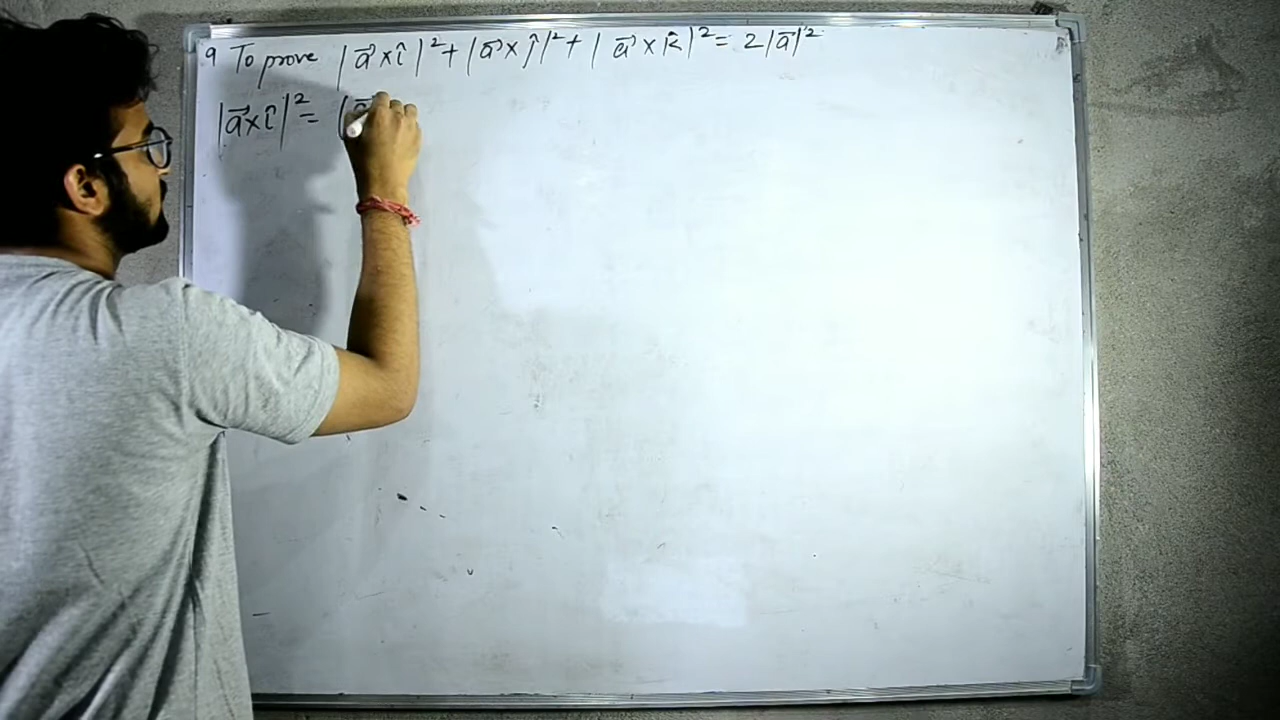 9 To prove |a⃗ × î|² + |a⃗ × ĵ|² + |a⃗ × k̂|² = 2|a⃗|²
|a⃗×î|² = |